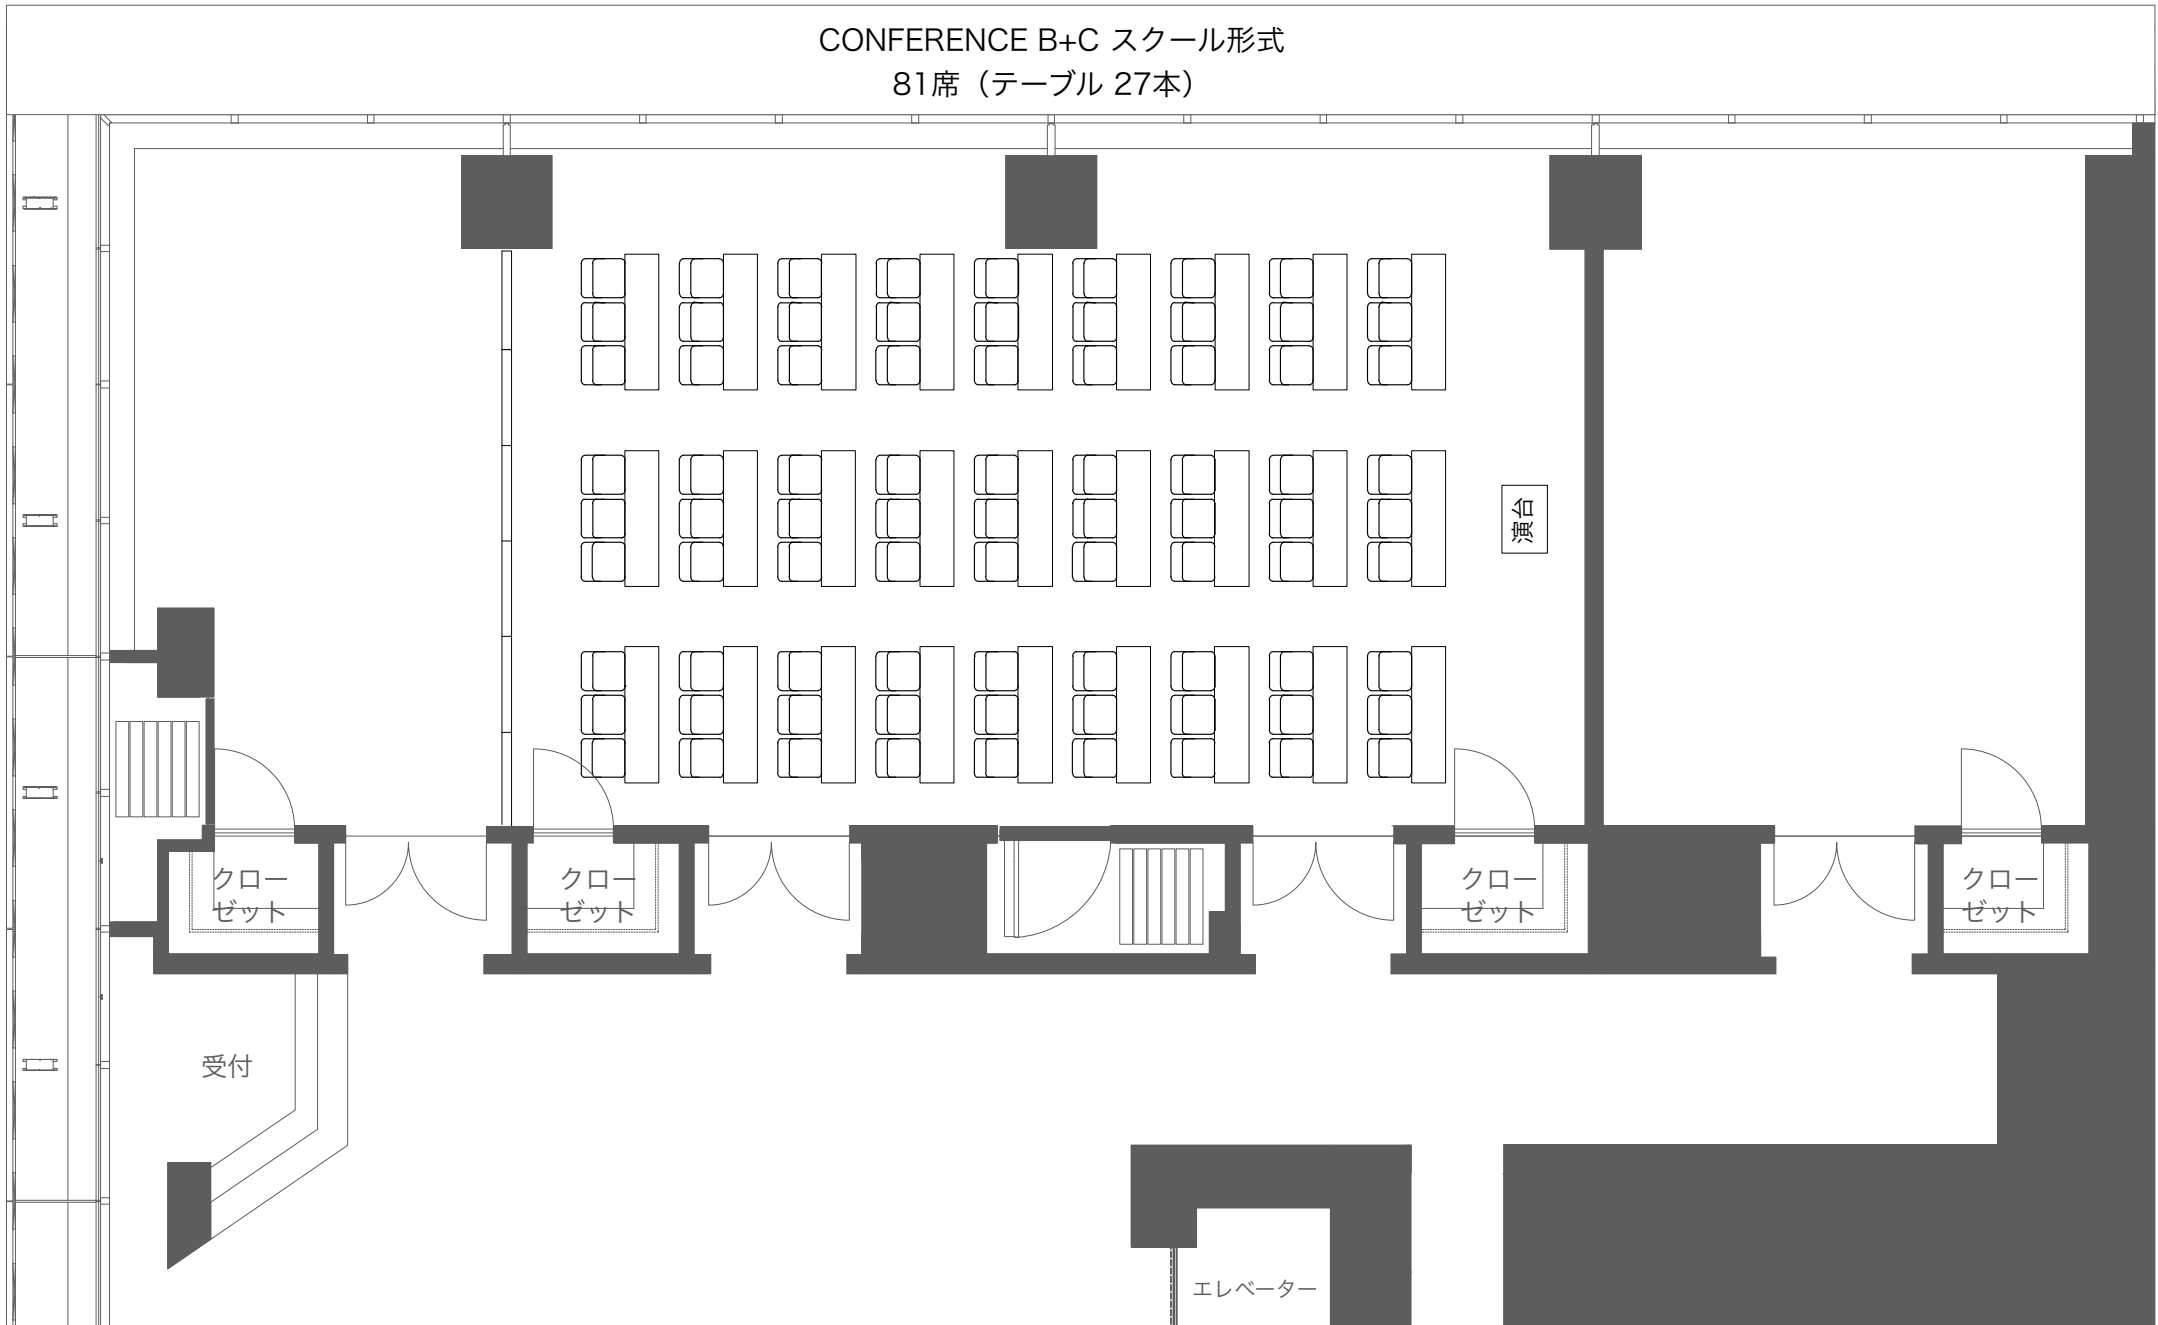 CONFERENCE B+C スクール形式
81席（テーブル 27本）
演台
クロー
ゼット
クロー
ゼット
クロー
ゼット
クロー
ゼット
受付
エレベーター